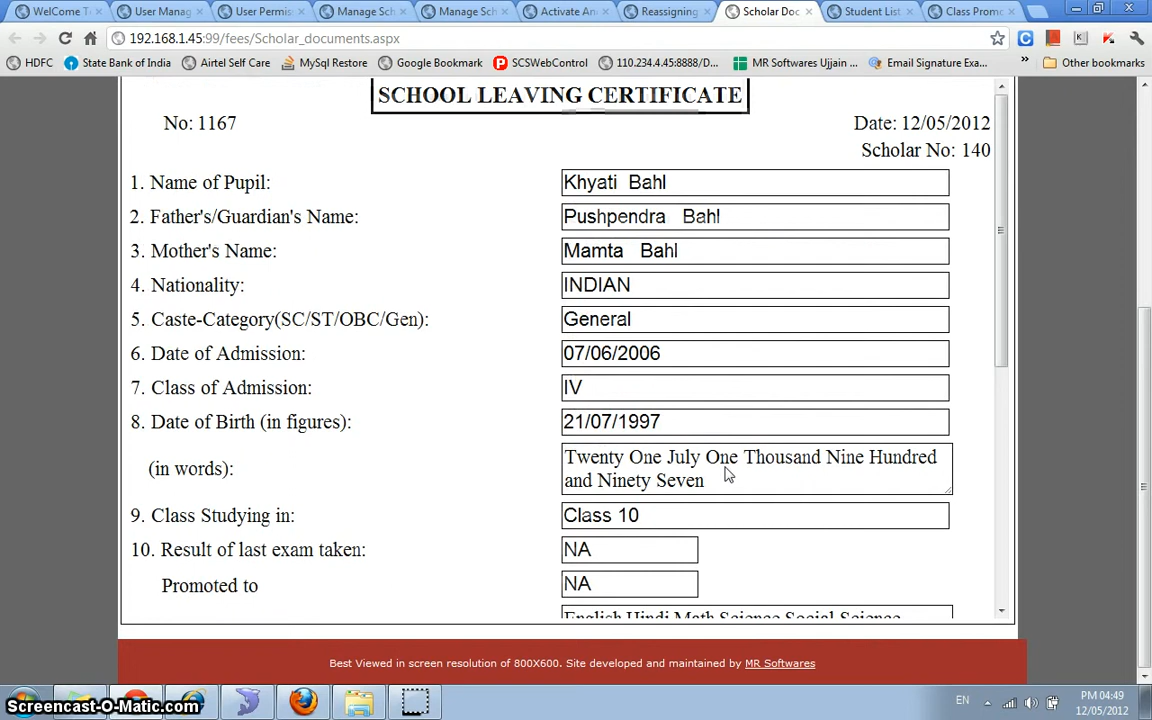 WelCome T
User Manag
User Permis
Manage Sch
Manage Sch
Activate An
Reassigning
Scholar Doc
Student List
Class Promo
192.168.1.45:99/fees/Scholar_documents.aspx
HDFC
State Bank of India
Airtel Self Care
MySql Restore
Google Bookmark
SCSWebControl
110.234.4.45:8888/D...
MR Softwares Ujjain ...
Email Signature Exa...
»
Other bookmarks
SCHOOL LEAVING CERTIFICATE
No: 1167
Date: 12/05/2012
Scholar No: 140
1. Name of Pupil: Khyati Bahl
2. Father's/Guardian's Name: Pushpendra Bahl
3. Mother's Name: Mamta Bahl
4. Nationality: INDIAN
5. Caste-Category(SC/ST/OBC/Gen): General
6. Date of Admission: 07/06/2006
7. Class of Admission: IV
8. Date of Birth (in figures): 21/07/1997
(in words): Twenty One July One Thousand Nine Hundred
and Ninety Seven
9. Class Studying in: Class 10
10. Result of last exam taken: NA
Promoted to NA
English Hindi Math Science Social Science
Best Viewed in screen resolution of 800X600. Site developed and maintained by MR Softwares
Screencast-O-Matic.com
EN
PM 04:49
12/05/2012